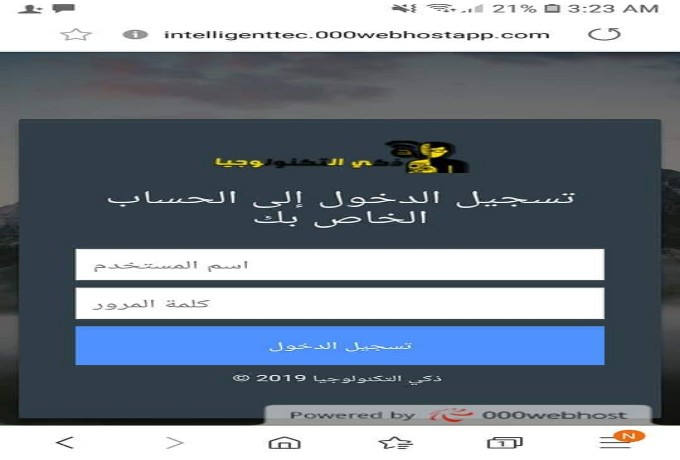 21% 3:23 AM
intelligenttec.000webhostapp.com
ذكي التكنولوجيا
تسجيل الدخول إلى الحساب
الخاص بك
اسم المستخدم
كلمة المرور
تسجيل الدخول
ذكي التكنولوجيا 2019 ©
Powered by 000webhost
1
N